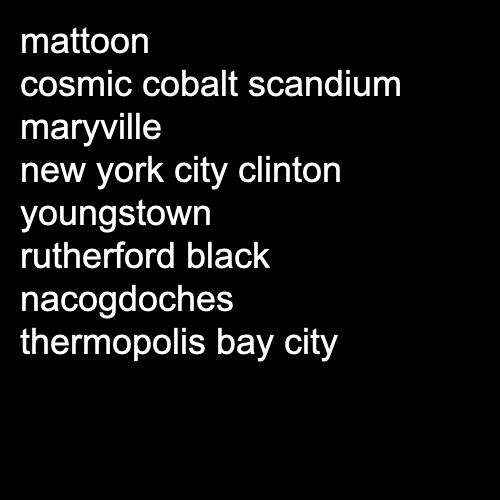 mattoon
cosmic cobalt scandium
maryville
new york city clinton
youngstown
rutherford black
nacogdoches
thermopolis bay city